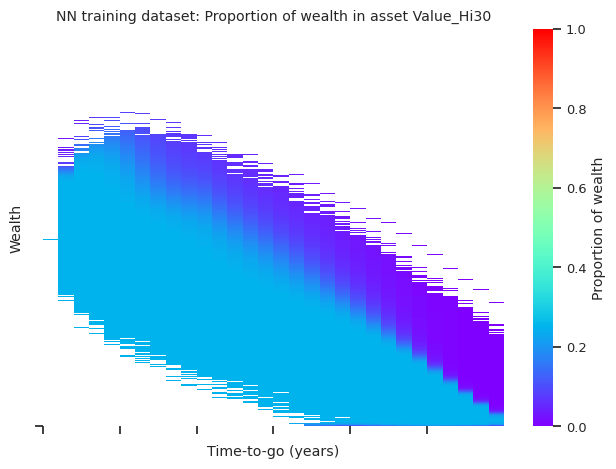 NN training dataset: Proportion of wealth in asset Value_Hi30
Wealth
Time-to-go (years)
1.0
0.8
0.6
0.4
0.2
0.0
Proportion of wealth